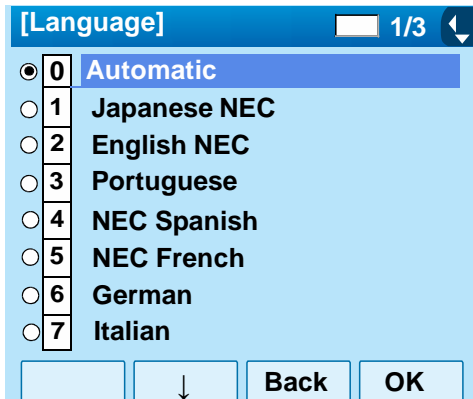 [Language] 1/3
0 Automatic
1 Japanese NEC
2 English NEC
3 Portuguese
4 NEC Spanish
5 NEC French
6 German
7 Italian
↓ Back OK